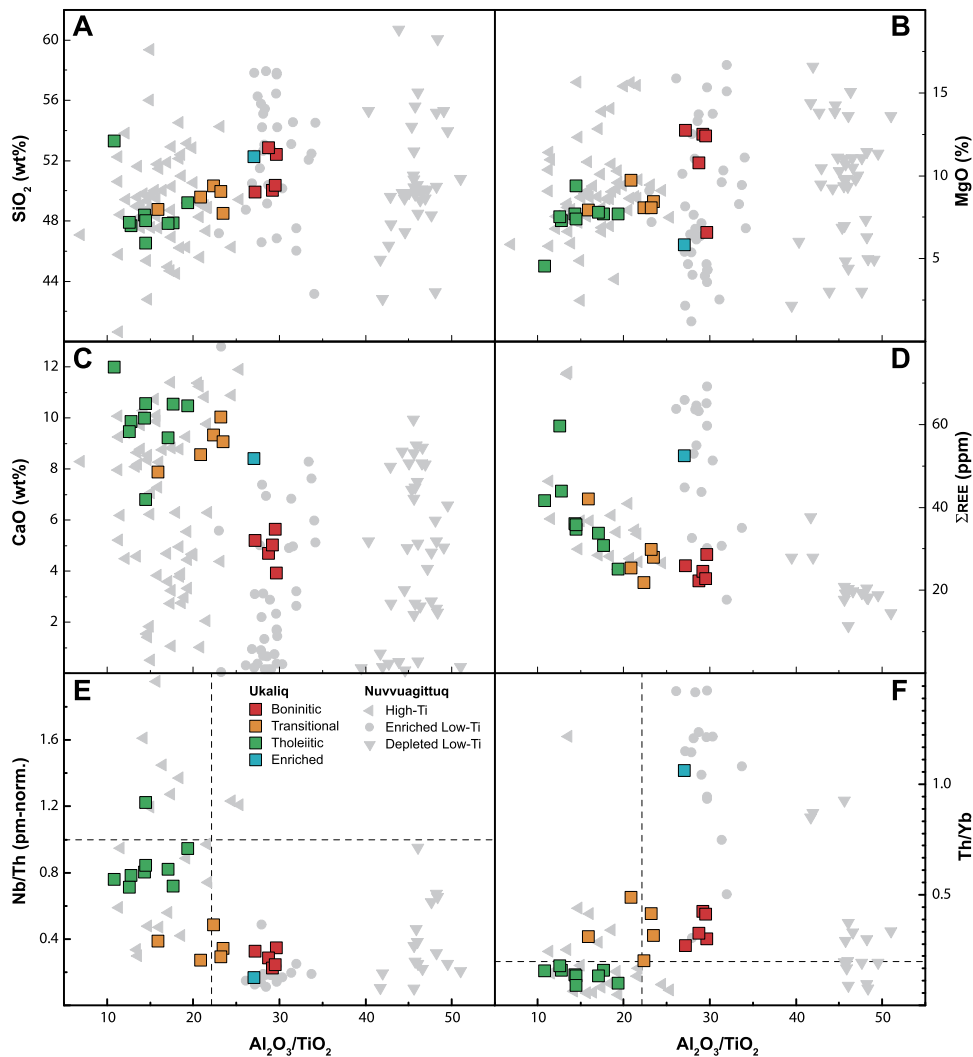 A
B
60
56
52
48
44
SiO2 (wt%)
15
10
5
MgO (%)
C
D
12
10
8
6
4
2
CaO (wt%)
60
40
20
ΣREE (ppm)
E
F
Ukaliq
Boninitic
Transitional
Tholeiitic
Enriched
Nuvvuagittuq
High-Ti
Enriched Low-Ti
Depleted Low-Ti
1.6
1.2
0.8
0.4
Nb/Th (pm-norm.)
1.0
0.5
Th/Yb
10 20 30 40 50
10 20 30 40 50
Al2O3/TiO2
Al2O3/TiO2